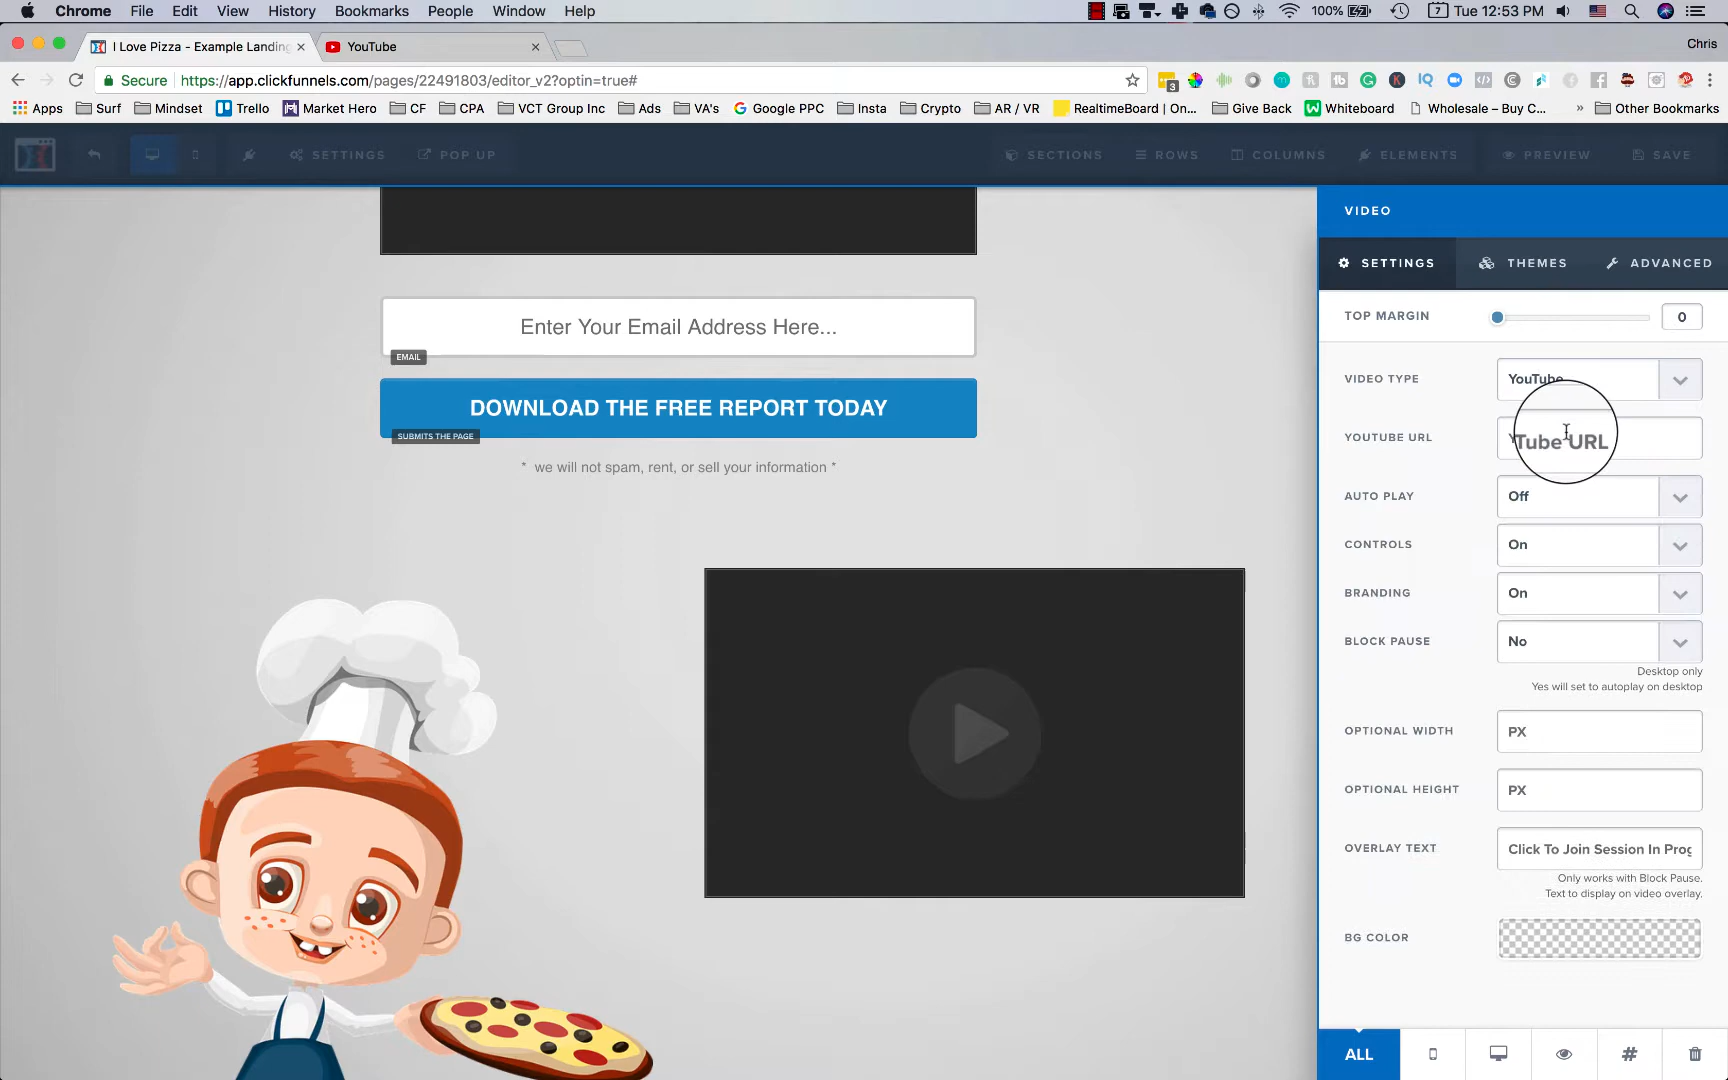 Chrome File Edit View History Bookmarks People Window Help 100% 7 Tue 12:53 PM
I Love Pizza - Example Landing YouTube Chris
Secure https://app.clickfunnels.com/pages/22491803/editor_v2?optin=true# 3
Apps Surf Mindset Trello Market Hero CF CPA VCT Group Inc Ads VA's Google PPC Insta Crypto AR / VR RealtimeBoard | On... Give Back Whiteboard Wholesale – Buy C... » Other Bookmarks
SETTINGS POP UP SECTIONS ROWS COLUMNS ELEMENTS PREVIEW SAVE
VIDEO
SETTINGS THEMES ADVANCED
TOP MARGIN 0
VIDEO TYPE YouTube
YOUTUBE URL Tube URL
AUTO PLAY Off
CONTROLS On
BRANDING On
BLOCK PAUSE No
Desktop only
Yes will set to autoplay on desktop
OPTIONAL WIDTH PX
OPTIONAL HEIGHT PX
OVERLAY TEXT Click To Join Session In Prog
Only works with Block Pause.
Text to display on video overlay.
BG COLOR
ALL #
Enter Your Email Address Here...
EMAIL
DOWNLOAD THE FREE REPORT TODAY
SUBMITS THE PAGE
* we will not spam, rent, or sell your information *